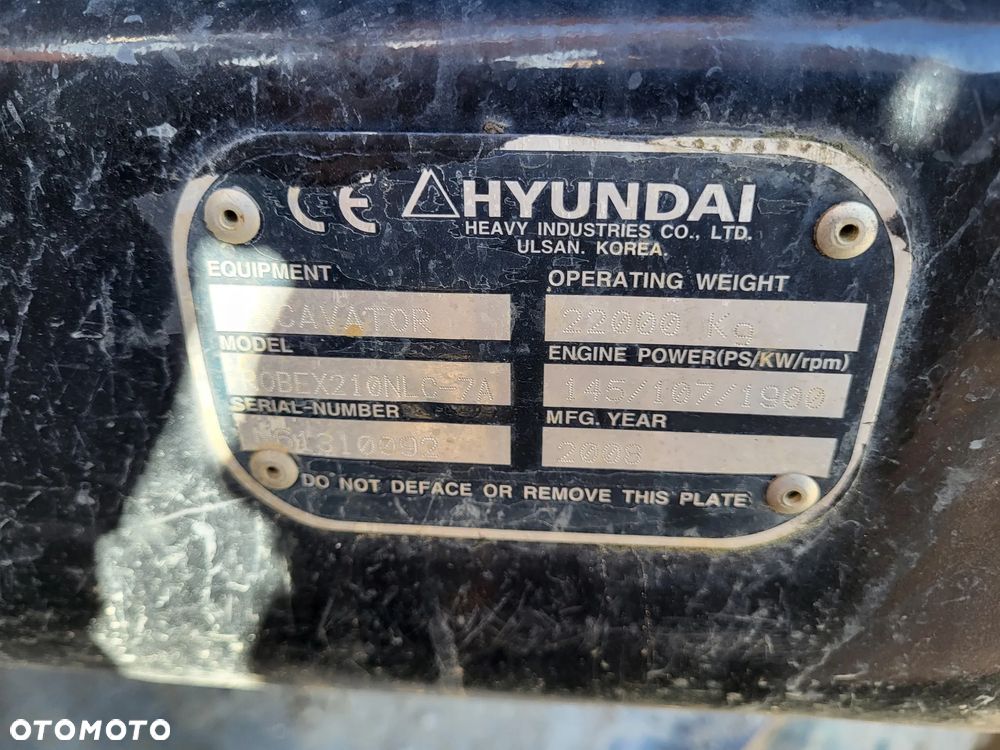 CE HYUNDAI
HEAVY INDUSTRIES CO., LTD.
ULSAN. KOREA.
EQUIPMENT
EXCAVATOR
OPERATING WEIGHT
22000 Kg
MODEL
ROBEX210NLC-7A
ENGINE POWER(PS/KW/rpm)
145/107/1900
SERIAL-NUMBER
MFG. YEAR
2008
DO NOT DEFACE OR REMOVE THIS PLATE
OTOMOTO